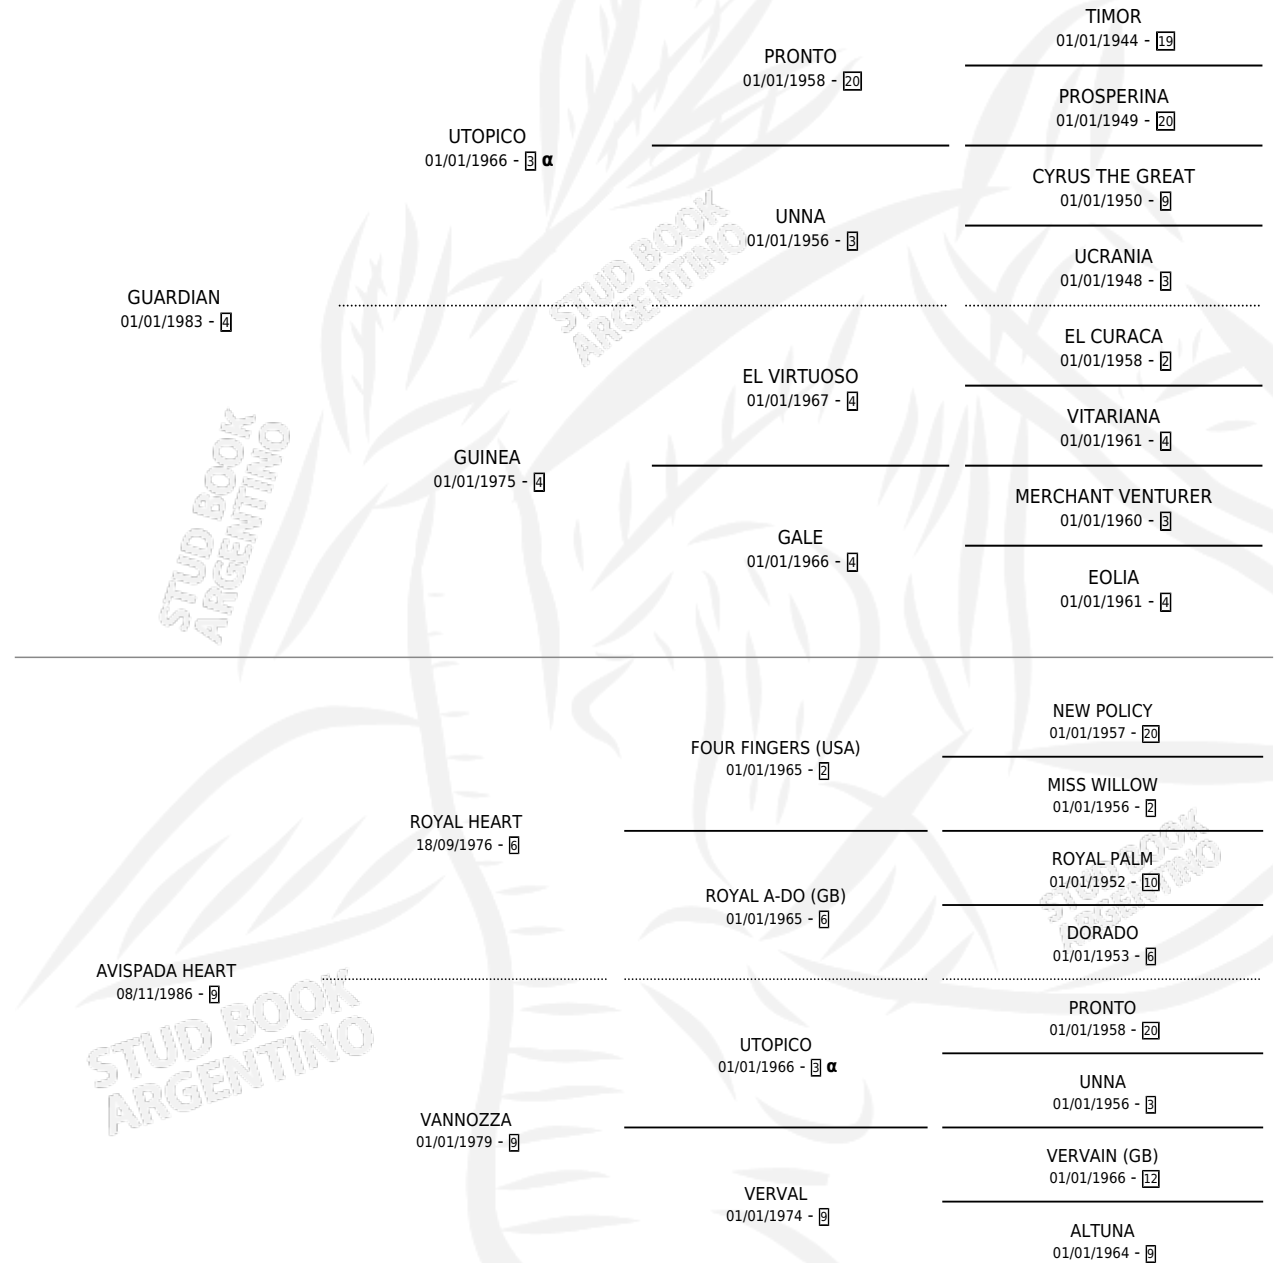 TIMOR
01/01/1944 - 19
PRONTO
01/01/1958 - 20
PROSPERINA
01/01/1949 - 20
UTOPICO
01/01/1966 - 3 α
CYRUS THE GREAT
01/01/1950 - 9
UNNA
01/01/1956 - 3
UCRANIA
01/01/1948 - 3
STUD BOOK
ARGENTINO
GUARDIAN
01/01/1983 - 4
EL CURACA
01/01/1958 - 2
EL VIRTUOSO
01/01/1967 - 4
VITARIANA
01/01/1961 - 4
GUINEA
01/01/1975 - 4
MERCHANT VENTURER
01/01/1960 - 3
GALE
01/01/1966 - 4
EOLIA
01/01/1961 - 4
STUD BOOK
ARGENTINO
NEW POLICY
01/01/1957 - 20
FOUR FINGERS (USA)
01/01/1965 - 2
MISS WILLOW
01/01/1956 - 2
ROYAL HEART
18/09/1976 - 6
ROYAL PALM
01/01/1952 - 10
ROYAL A-DO (GB)
01/01/1965 - 6
DORADO
01/01/1953 - 6
STUD BOOK
ARGENTINO
AVISPADA HEART
08/11/1986 - 9
PRONTO
01/01/1958 - 20
UTOPICO
01/01/1966 - 3 α
UNNA
01/01/1956 - 3
STUD BOOK
ARGENTINO
VANNOZZA
01/01/1979 - 9
VERVAIN (GB)
01/01/1966 - 12
VERVAL
01/01/1974 - 9
ALTUNA
01/01/1964 - 9